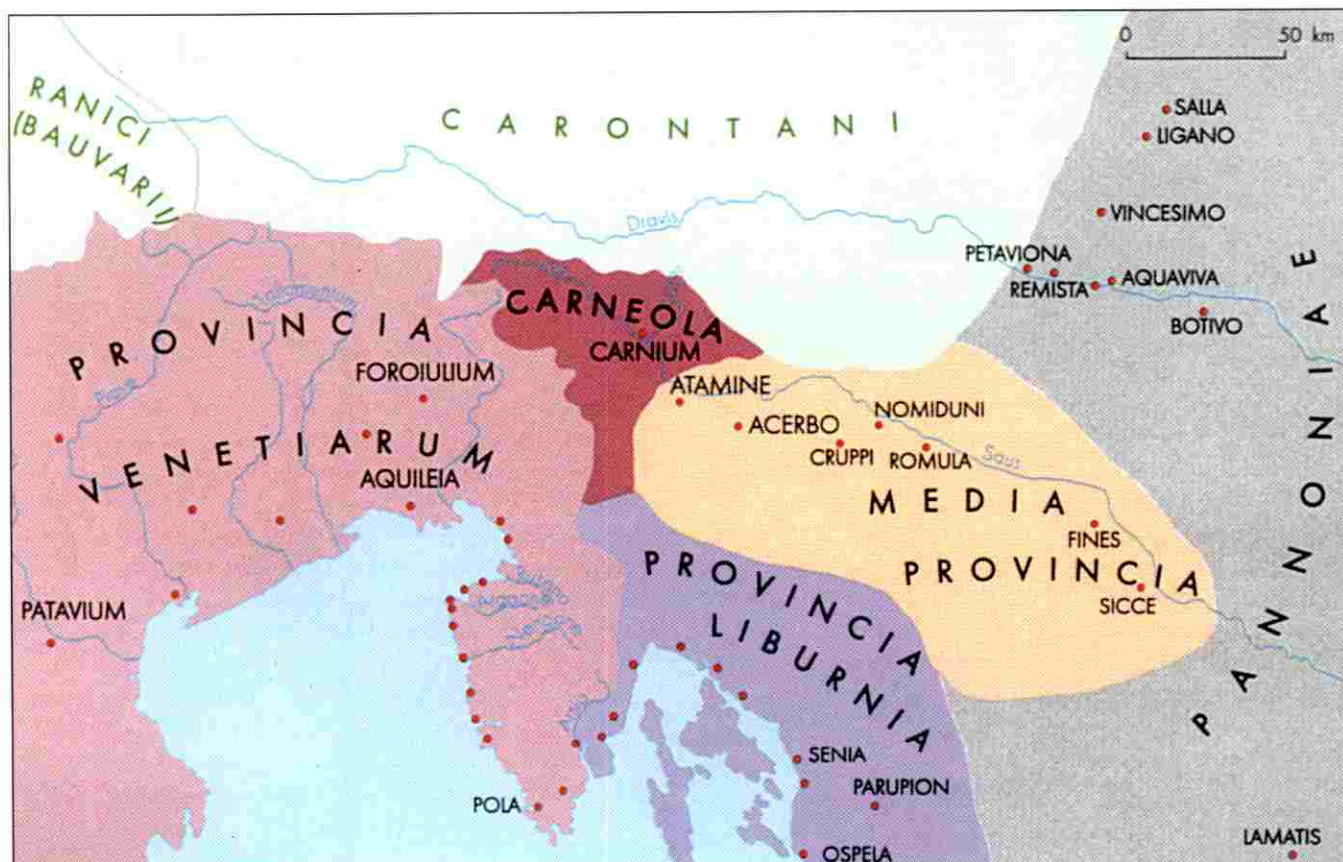 0 50 km
RANICI
(BAUVARII)
CARONTANI
SALLA
LIGANO
VINCESIMO
Dravis
PETAVIONA
REMISTA
AQUAVIVA
BOTIVO
PANNONIAE
CARNEOLA
CARNIUM
PROVINCIA
VENETIARUM
FOROIULIUM
AQUILEIA
PATAVIUM
POLA
ATAMINE
ACERBO
CRUPPI
NOMIDUNI
ROMULA
Saus
MEDIA
PROVINCIA
FINES
SICCE
PROVINCIA
LIBURNIA
SENIA
PARUPION
OSPELA
LAMATIS